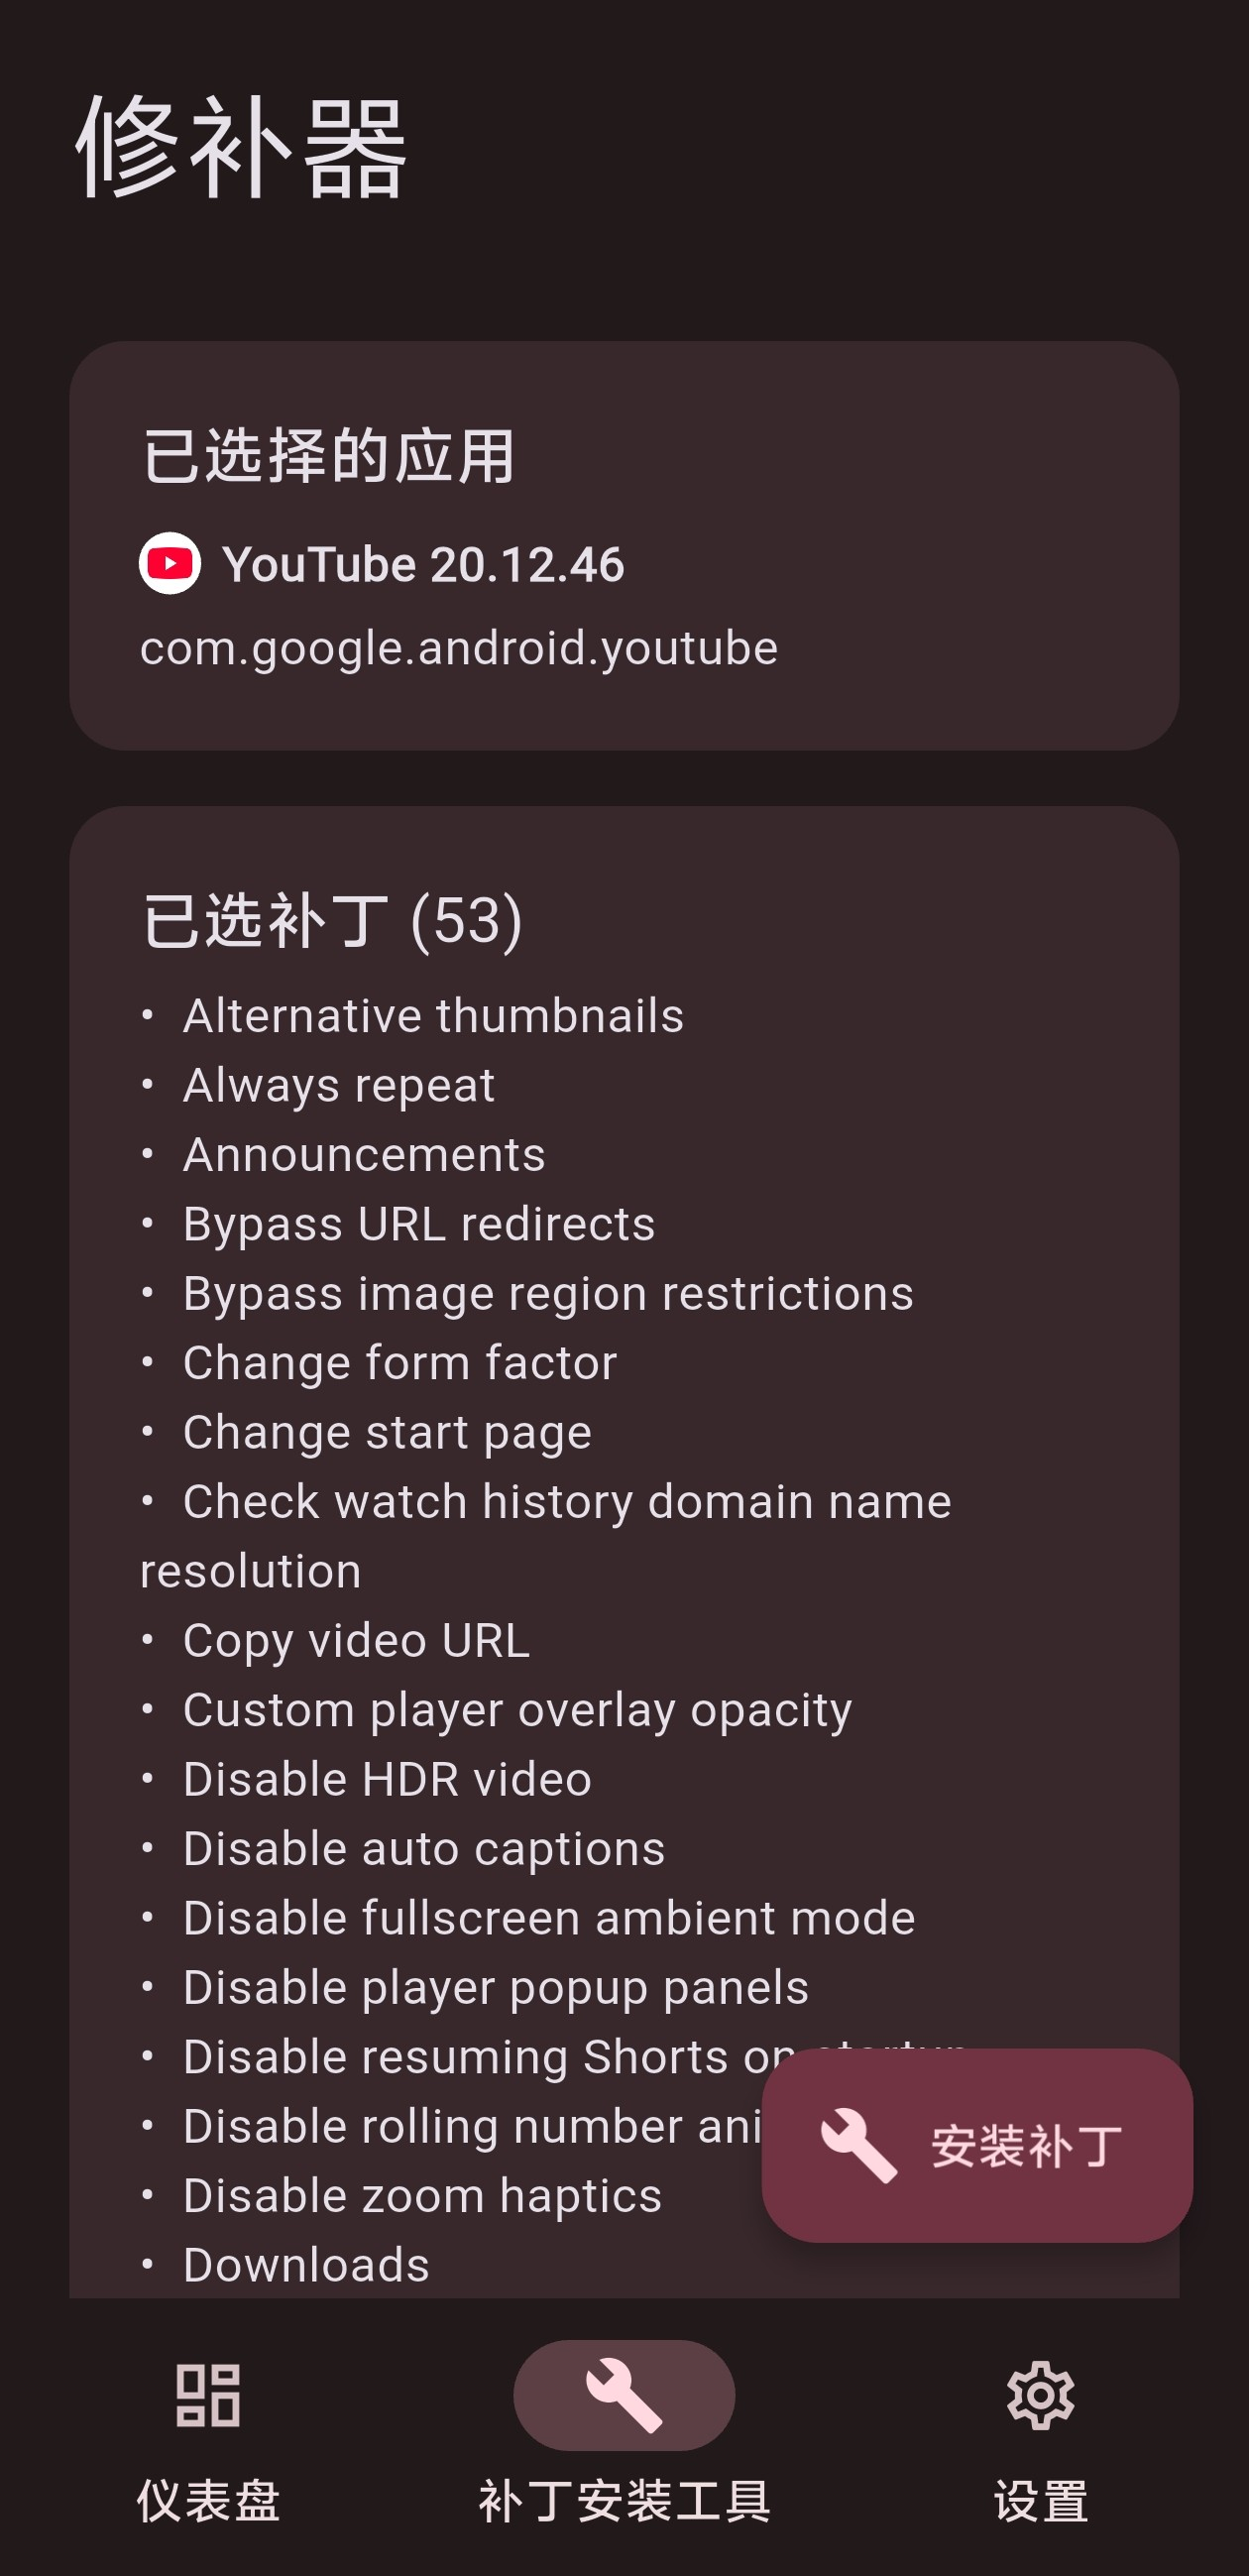 修补器
已选择的应用
YouTube 20.12.46
com.google.android.youtube
已选补丁 (53)
• Alternative thumbnails
• Always repeat
• Announcements
• Bypass URL redirects
• Bypass image region restrictions
• Change form factor
• Change start page
• Check watch history domain name
resolution
• Copy video URL
• Custom player overlay opacity
• Disable HDR video
• Disable auto captions
• Disable fullscreen ambient mode
• Disable player popup panels
• Disable resuming Shorts on startup
• Disable rolling number ani
安装补丁
• Disable zoom haptics
• Downloads
仪表盘
补丁安装工具
设置